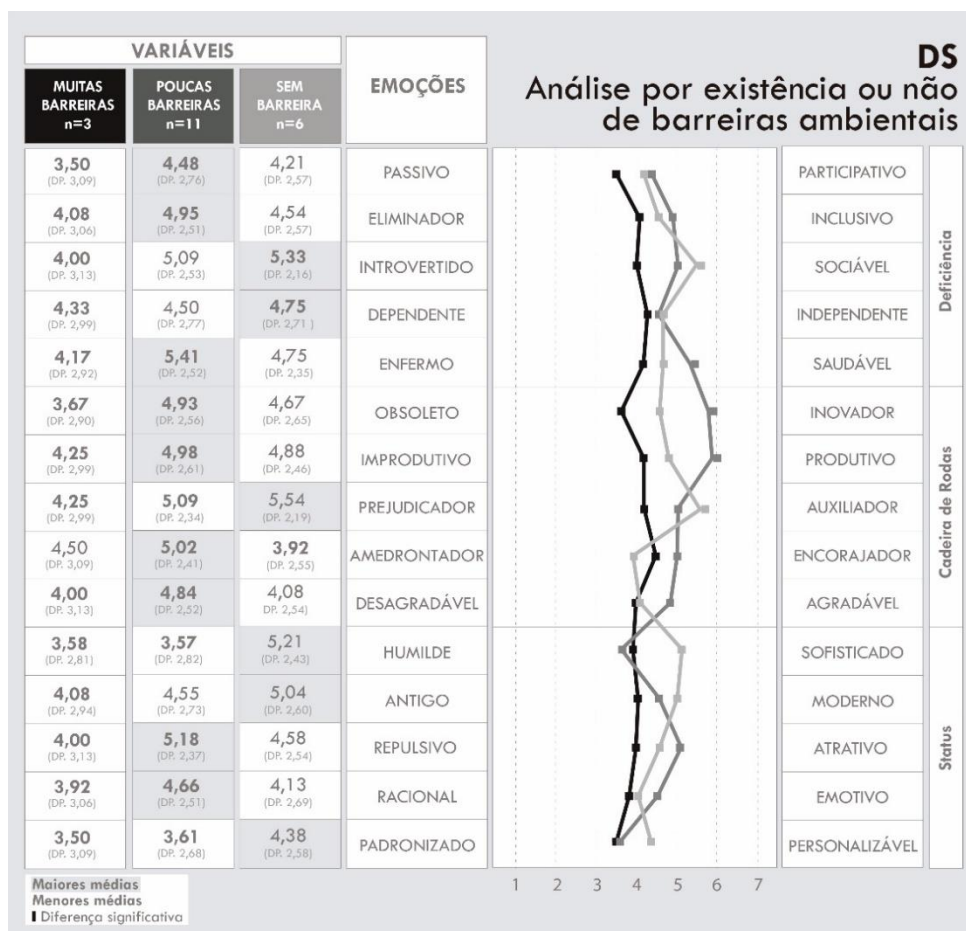 DS
Análise por existência ou não
de barreiras ambientais
VARIÁVEIS
MUITAS
BARREIRAS
n=3
POUCAS
BARREIRAS
n=11
SEM
BARREIRA
n=6
EMOÇÕES
3,50 4,48 4,21 PASSIVO PARTICIPATIVO
(DP. 3,09) (DP. 2,76) (DP. 2,57)
4,08 4,95 4,54 ELIMINADOR INCLUSIVO
(DP. 3,06) (DP. 2,51) (DP. 2,57)
4,00 5,09 5,33 INTROVERTIDO SOCIÁVEL
(DP. 3,13) (DP. 2,53) (DP. 2,16)
4,33 4,50 4,75 DEPENDENTE INDEPENDENTE
(DP. 2,99) (DP. 2,77) (DP. 2,71 )
4,17 5,41 4,75 ENFERMO SAUDÁVEL
(DP. 2,92) (DP. 2,52) (DP. 2,35)
Deficiência
3,67 4,93 4,67 OBSOLETO INOVADOR
(DP. 2,90) (DP. 2,56) (DP. 2,65)
4,25 4,98 4,88 IMPRODUTIVO PRODUTIVO
(DP. 2,99) (DP. 2,61) (DP. 2,46)
4,25 5,09 5,54 PREJUDICADOR AUXILIADOR
(DP. 2,99) (DP. 2,34) (DP. 2,19)
4,50 5,02 3,92 AMEDRONTADOR ENCORAJADOR
(DP. 3,09) (DP. 2,41) (DP. 2,55)
4,00 4,84 4,08 DESAGRADÁVEL AGRADÁVEL
(DP. 3,13) (DP. 2,52) DP. 2,54)
Cadeira de Rodas
3,58 3,57 5,21 HUMILDE SOFISTICADO
(DP. 2,81) (DP. 2,82) (DP. 2,43)
4,08 4,55 5,04 ANTIGO MODERNO
(DP. 2,94) (DP. 2,73) (DP. 2,60)
4,00 5,18 4,58 REPULSIVO ATRATIVO
(DP. 3,13) (DP. 2,37) (DP. 2,54)
3,92 4,66 4,13 RACIONAL EMOTIVO
(DP. 3,06) (DP. 2,51) (DP. 2,69)
3,50 3,61 4,38 PADRONIZADO PERSONALIZÁVEL
(DP. 3,09) (DP. 2,68) (DP. 2,58)
Status
1 2 3 4 5 6 7
Maiores médias
Menores médias
Diferença significativa